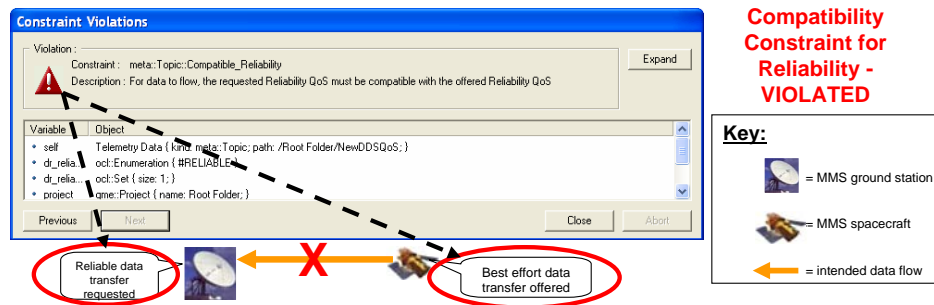 Constraint Violations
Violation :
Constraint : meta::Topic::Compatible_Reliability
Description : For data to flow, the requested Reliability QoS must be compatible with the offered Reliability QoS
Expand
Variable Object
self Telemetry Data { kind: meta::Topic; path: /Root Folder/NewDDSQoS; }
dr_relia... ocl::Enumeration { #RELIABLE }
dr_relia... ocl::Set { size: 1; }
project gme::Project { name: Root Folder; }
Previous Next Close Abort
Reliable data
transfer
requested
X
Best effort data
transfer offered
Compatibility
Constraint for
Reliability -
VIOLATED
Key:
= MMS ground station
= MMS spacecraft
= intended data flow